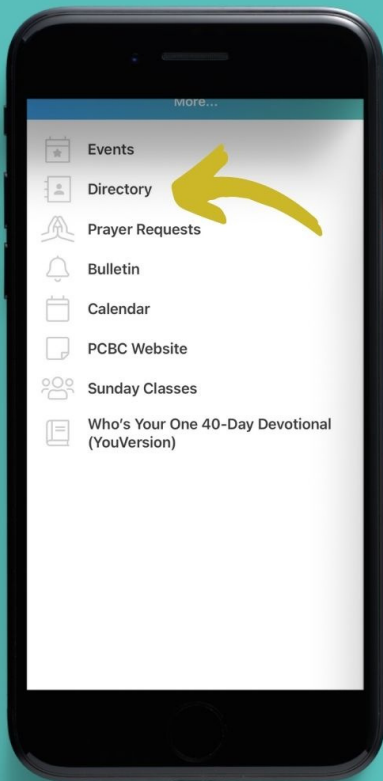 More...
Events
Directory
Prayer Requests
Bulletin
Calendar
PCBC Website
Sunday Classes
Who's Your One 40-Day Devotional
(YouVersion)